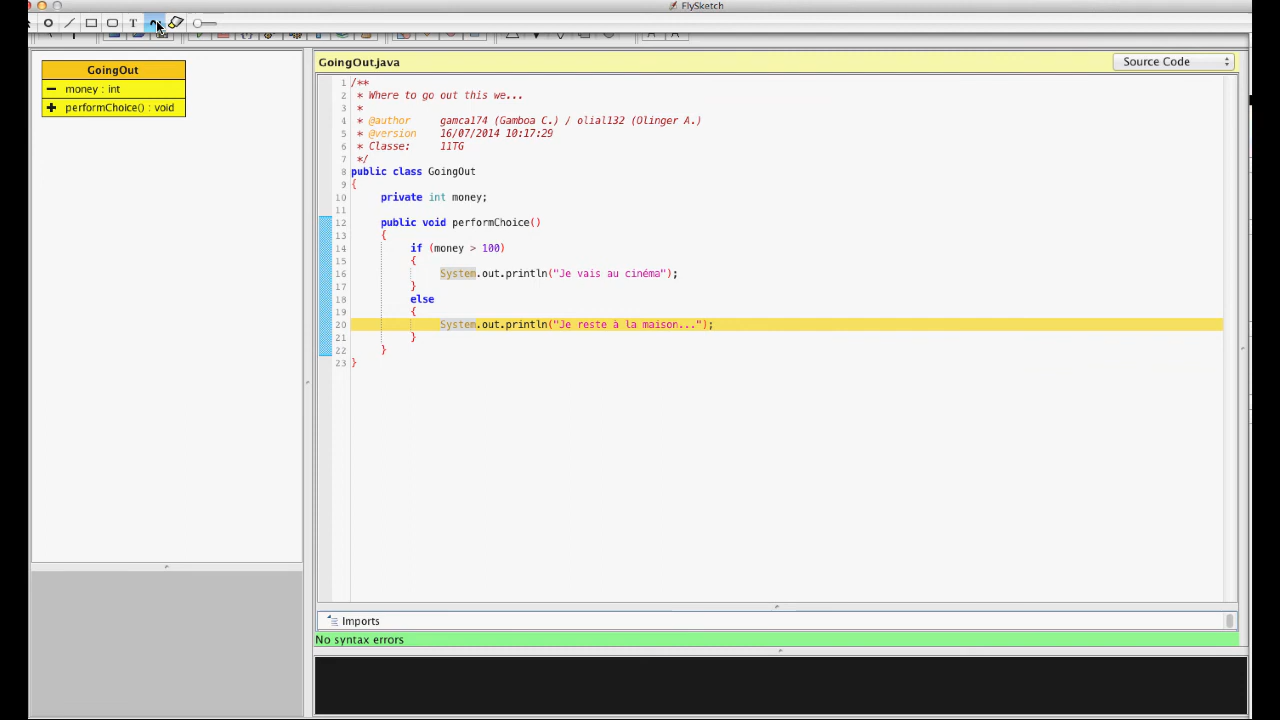 FlySketch
T
GoingOut
money : int
performChoice() : void
GoingOut.java
Source Code
1 /**
2 * Where to go out this we...
3 *
4 * @author gamca174 (Gamboa C.) / olial132 (Olinger A.)
5 * @version 16/07/2014 10:17:29
6 * Classe: 11TG
7 */
8 public class GoingOut
9 {
10 private int money;
11
12 public void performChoice()
13 {
14 if (money > 100)
15 {
16 System.out.println("Je vais au cinéma");
17 }
18 else
19 {
20 System.out.println("Je reste à la maison...");
21 }
22 }
23 }
Imports
No syntax errors